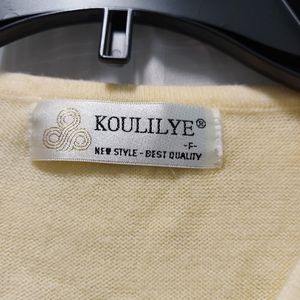 KOULILYE®
-F-
NEW STYLE - BEST QUALITY